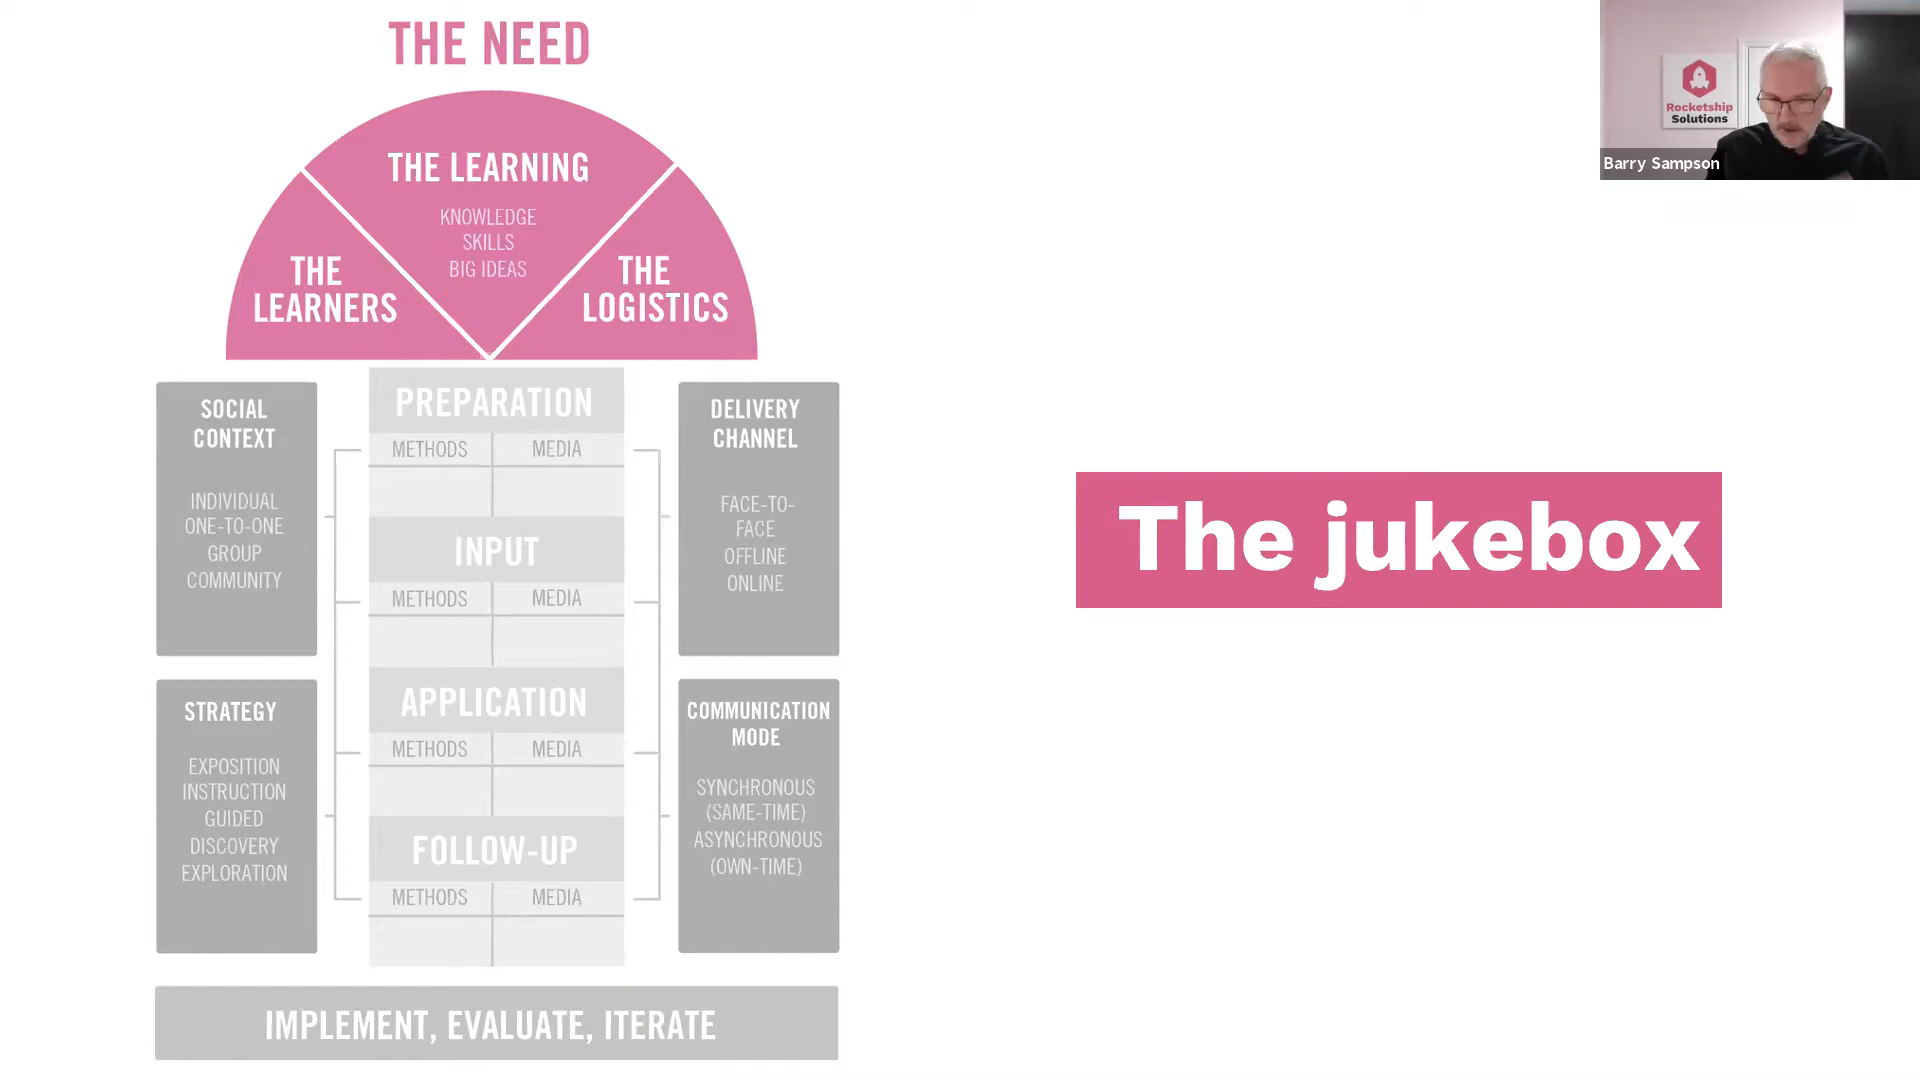 THE NEED
THE LEARNING
KNOWLEDGE
SKILLS
BIG IDEAS
THE
LEARNERS
THE
LOGISTICS
SOCIAL
CONTEXT
INDIVIDUAL
ONE-TO-ONE
GROUP
COMMUNITY
STRATEGY
EXPOSITION
INSTRUCTION
GUIDED
DISCOVERY
EXPLORATION
PREPARATION
METHODS MEDIA
INPUT
METHODS MEDIA
APPLICATION
METHODS MEDIA
FOLLOW-UP
METHODS MEDIA
DELIVERY
CHANNEL
FACE-TO-
FACE
OFFLINE
ONLINE
COMMUNICATION
MODE
SYNCHRONOUS
(SAME-TIME)
ASYNCHRONOUS
(OWN-TIME)
IMPLEMENT, EVALUATE, ITERATE
The jukebox
Rocketship
Solutions
Barry Sampson